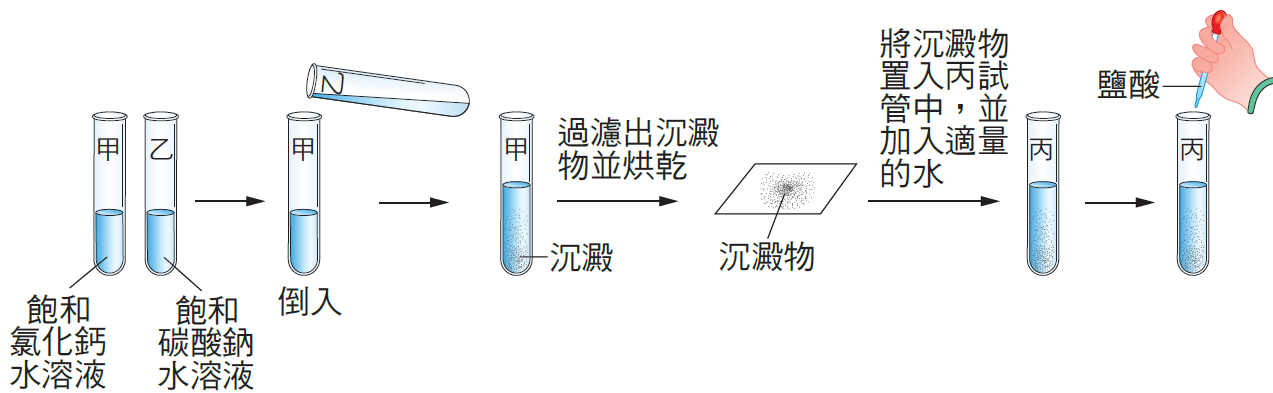 甲
乙
飽和
氯化鈣
水溶液
飽和
碳酸鈉
水溶液
乙
甲
倒入
甲
沉澱
過濾出沉澱
物並烘乾
沉澱物
將沉澱物
置入丙試
管中，並
加入適量
的水
丙
鹽酸
丙